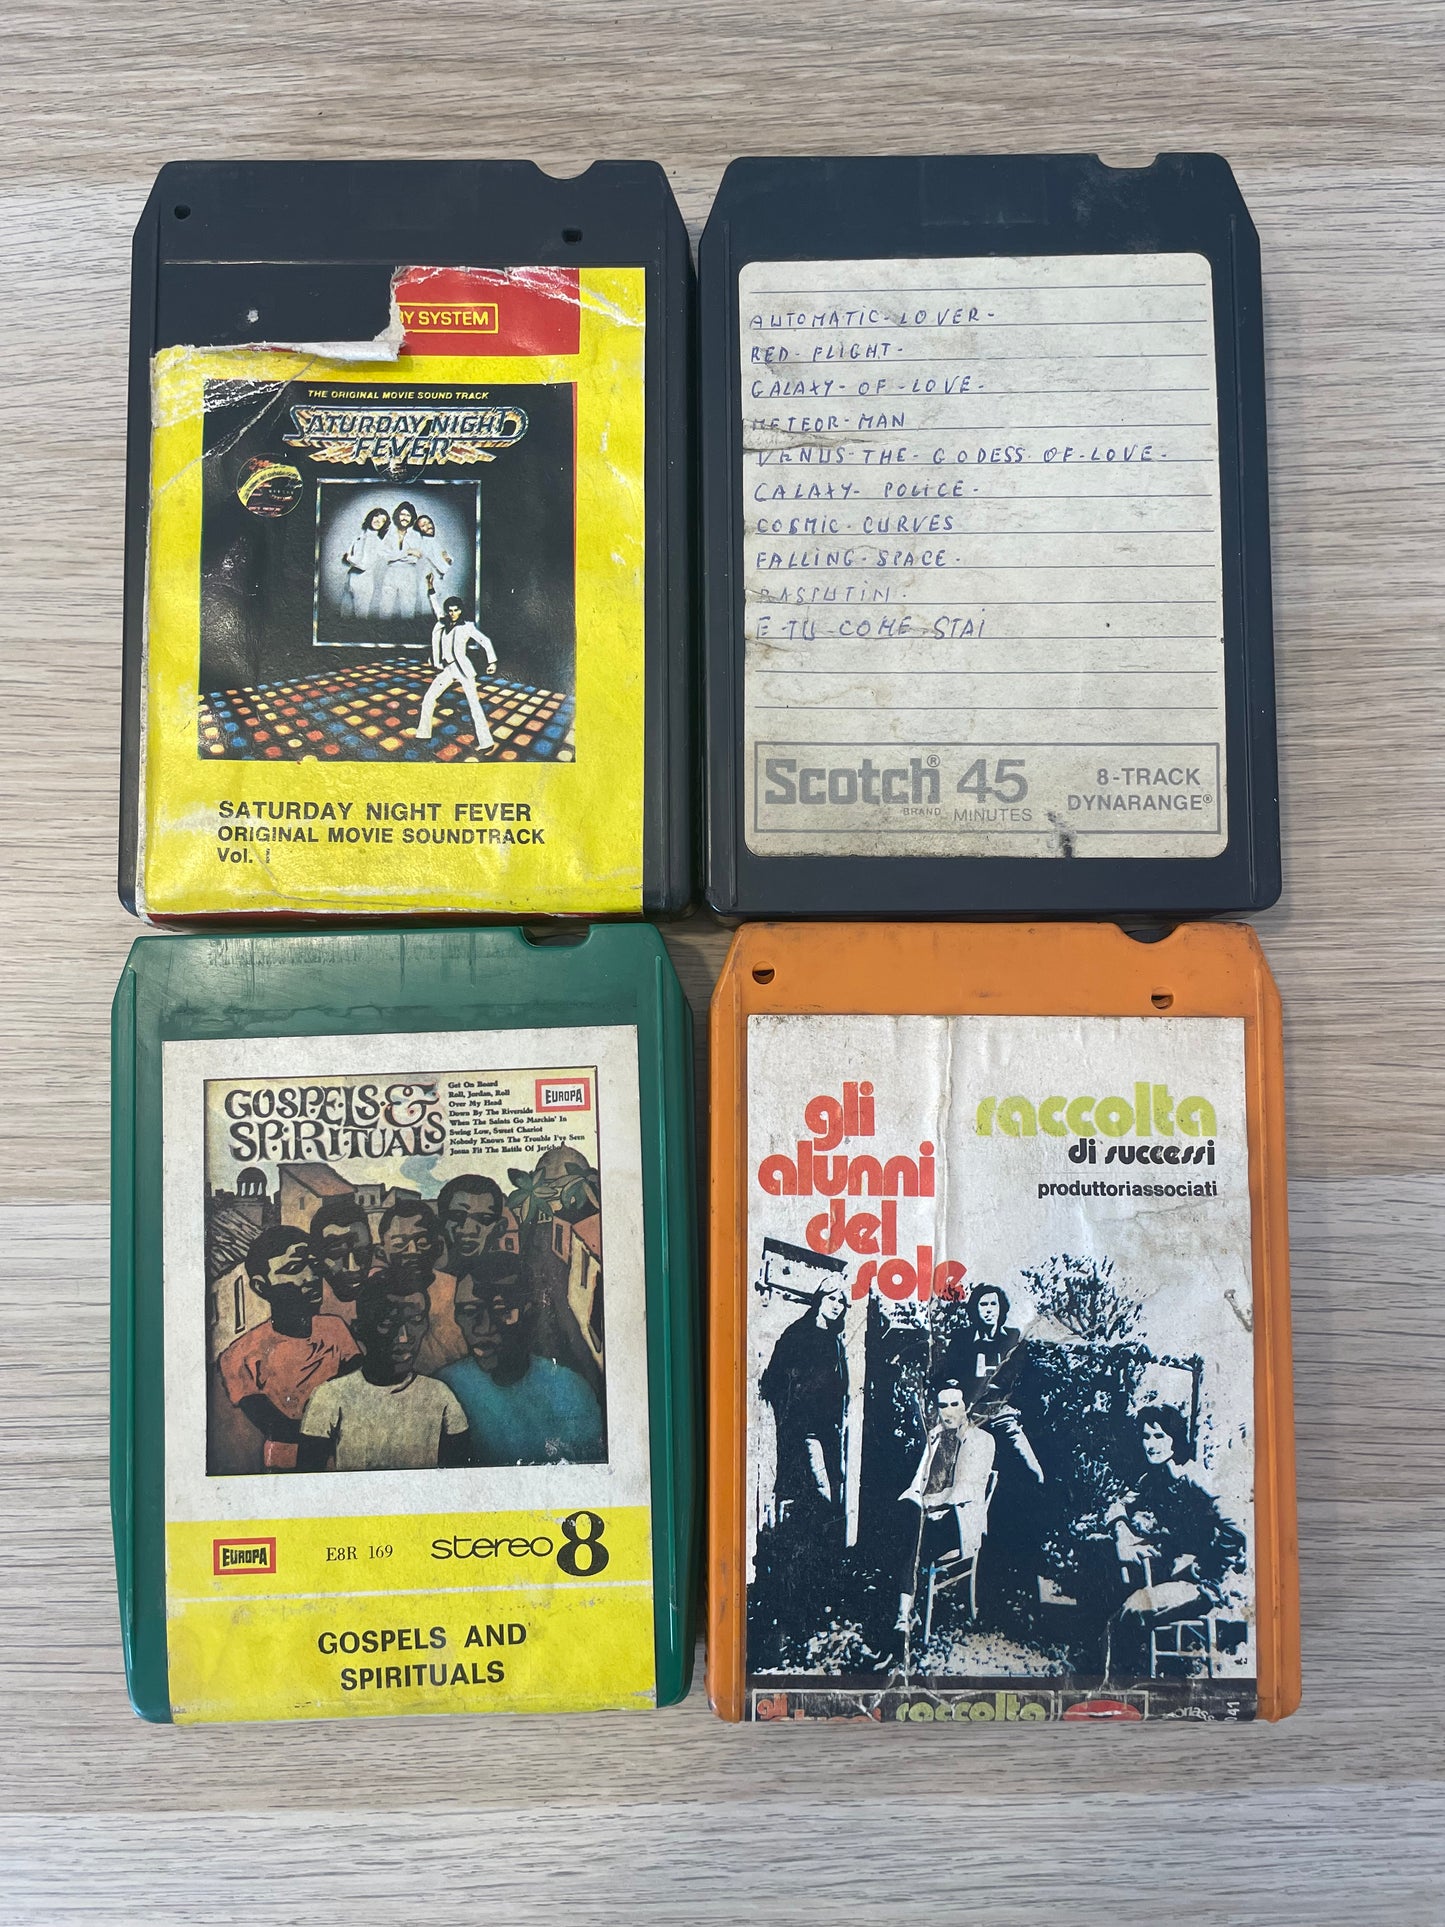 Y SYSTEM
THE ORIGINAL MOVIE SOUND TRACK
SATURDAY NIGHT
FEVER
SATURDAY NIGHT FEVER
ORIGINAL MOVIE SOUNDTRACK
Vol. I
AUTOMATIC-LOVER-
RED-FLIGHT-
GALAXY-OF-LOVE-
METEOR-MAN
VENUS-THE-GODESS-OF-LOVE-
GALAXY-POLICE-
COSMIC-CURVES
FALLING-SPACE-
RASPUTIN-
E-TU-COME-STAI
Scotch® 45 8-TRACK
BRAND MINUTES DYNARANGE®
GOSPELS &
SPIRITUALS
Get On Board
Roll, Jordan, Roll
Over My Head
Down By The Riverside
When The Saints Go Marchin' In
Swing Low, Sweet Chariot
Nobody Knows The Trouble I've Seen
Josua Fit The Battle Of Jericho
EUROPA
EUROPA E8R 169 stereo 8
GOSPELS AND
SPIRITUALS
gli
alunni
del
sole
raccolta
di successi
produttoriassociati
gli raccolta
041